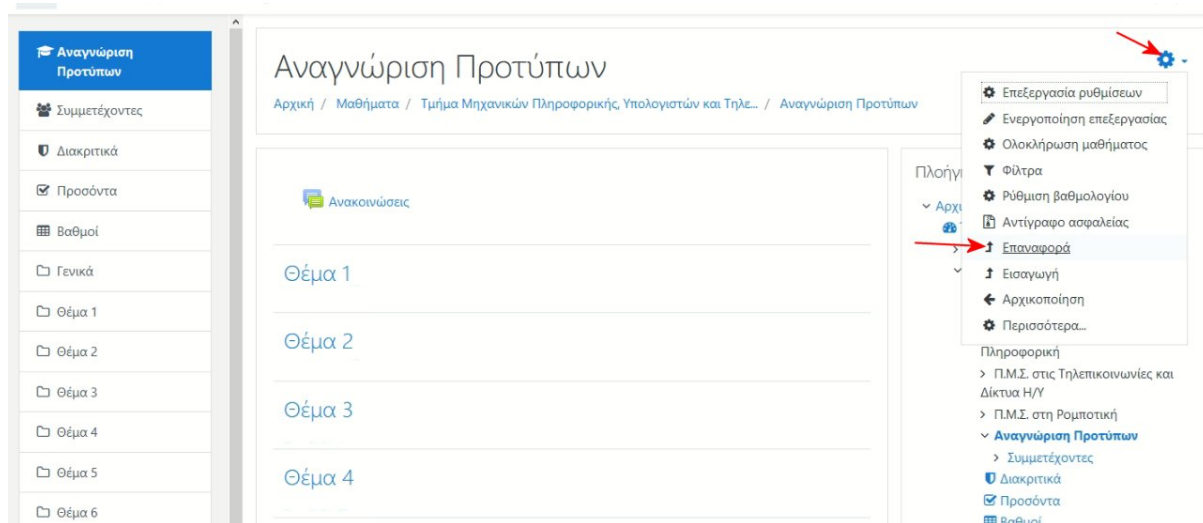 Αναγνώριση
Προτύπων
Συμμετέχοντες
Διακριτικά
Προσόντα
Βαθμοί
Γενικά
Θέμα 1
Θέμα 2
Θέμα 3
Θέμα 4
Θέμα 5
Θέμα 6
Αναγνώριση Προτύπων
Αρχική / Μαθήματα / Τμήμα Μηχανικών Πληροφορικής, Υπολογιστών και Τηλε... / Αναγνώριση Προτύπων
Ανακοινώσεις
Θέμα 1
Θέμα 2
Θέμα 3
Θέμα 4
Επεξεργασία ρυθμίσεων
Ενεργοποίηση επεξεργασίας
Ολοκλήρωση μαθήματος
Φίλτρα
Ρύθμιση βαθμολογίου
Αντίγραφο ασφαλείας
Επαναφορά
Εισαγωγή
Αρχικοποίηση
Περισσότερα...
Πληροφορική
Π.Μ.Σ. στις Τηλεπικοινωνίες και
Δίκτυα Η/Υ
Π.Μ.Σ. στη Ρομποτική
Αναγνώριση Προτύπων
Συμμετέχοντες
Διακριτικά
Προσόντα
Βαθμοί